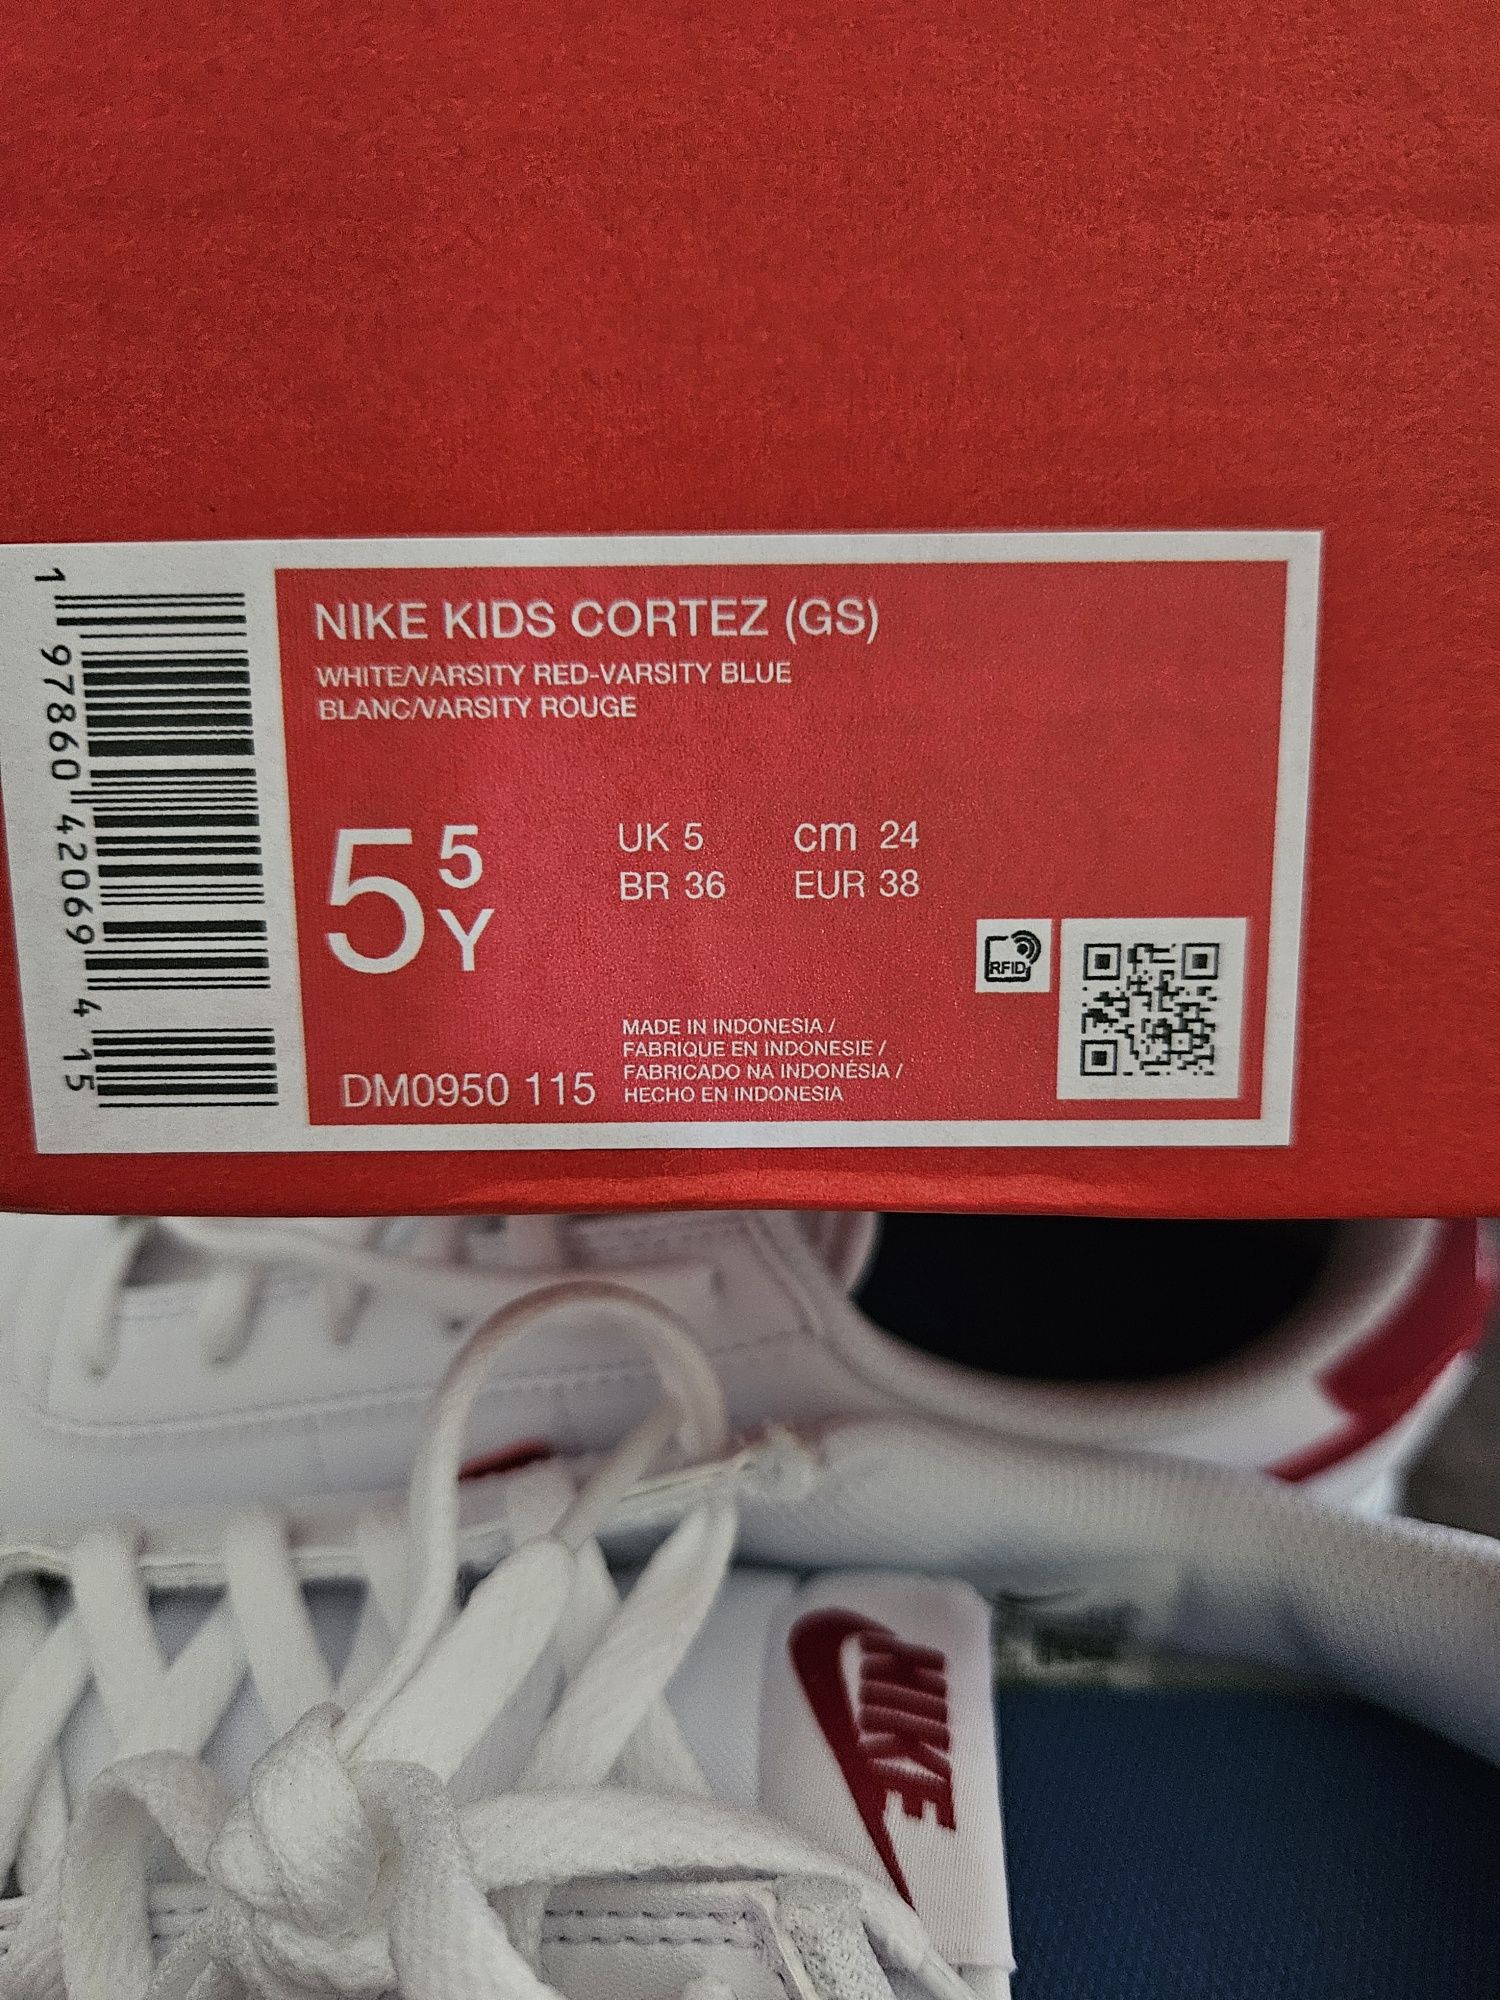 1 97860 42069 4 15
NIKE KIDS CORTEZ (GS)
WHITE/VARSITY RED-VARSITY BLUE
BLANC/VARSITY ROUGE
5 5 Y
UK 5 cm 24
BR 36 EUR 38
RFID
MADE IN INDONESIA /
FABRIQUE EN INDONESIE /
FABRICADO NA INDONÉSIA /
HECHO EN INDONESIA
DM0950 115
NIKE